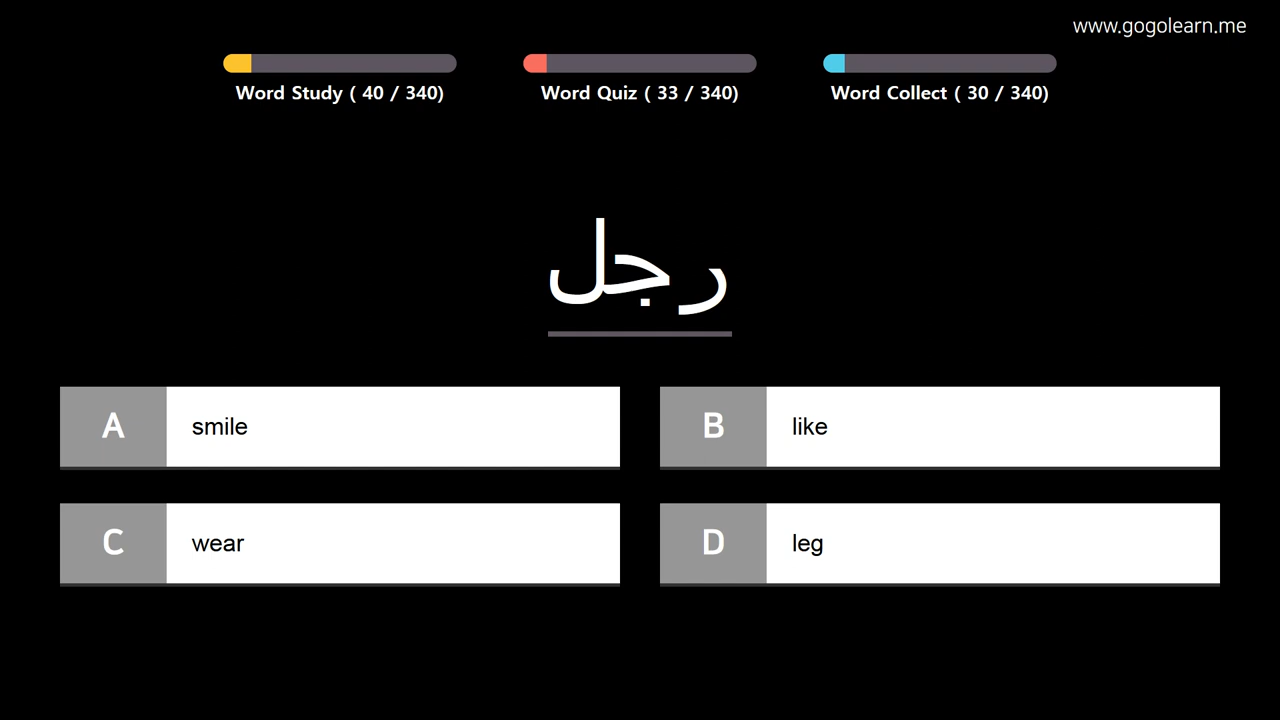 www.gogolearn.me
Word Study ( 40 / 340)
Word Quiz ( 33 / 340)
Word Collect ( 30 / 340)
رجل
A smile
B like
C wear
D leg